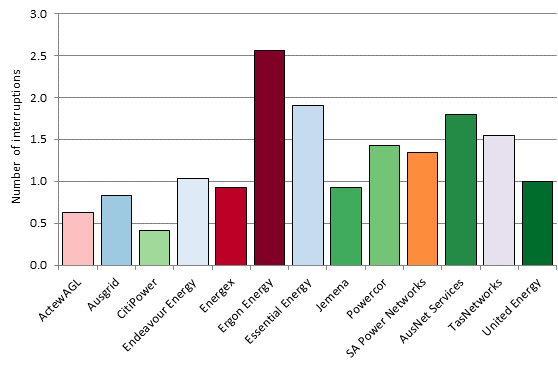 3.0
2.5
2.0
1.5
1.0
0.5
0.0
Number of interruptions
ActewAGL
Ausgrid
CitiPower
Endeavour Energy
Energex
Ergon Energy
Essential Energy
Jemena
Powercor
SA Power Networks
AusNet Services
TasNetworks
United Energy